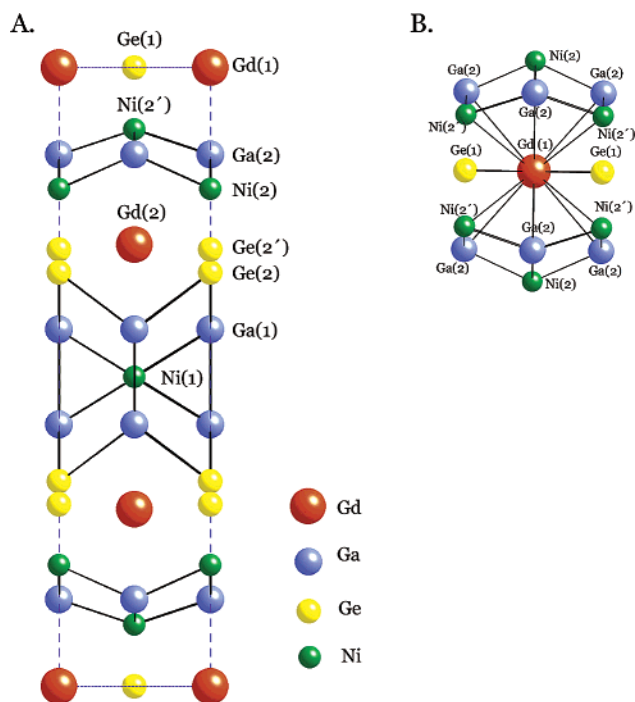 A.
Ge(1)
Gd(1)
Ni(2′)
Ga(2)
Ni(2)
Gd(2)
Ge(2′)
Ge(2)
Ga(1)
Ni(1)
Gd
Ga
Ge
Ni
B.
Ni(2)
Ga(2)
Ga(2)
Ga(2)
Ni(2′)
Ni(2′)
Ge(1)
Gd(1)
Ge(1)
Ni(2′)
Ni(2′)
Ga(2)
Ga(2)
Ga(2)
Ni(2)